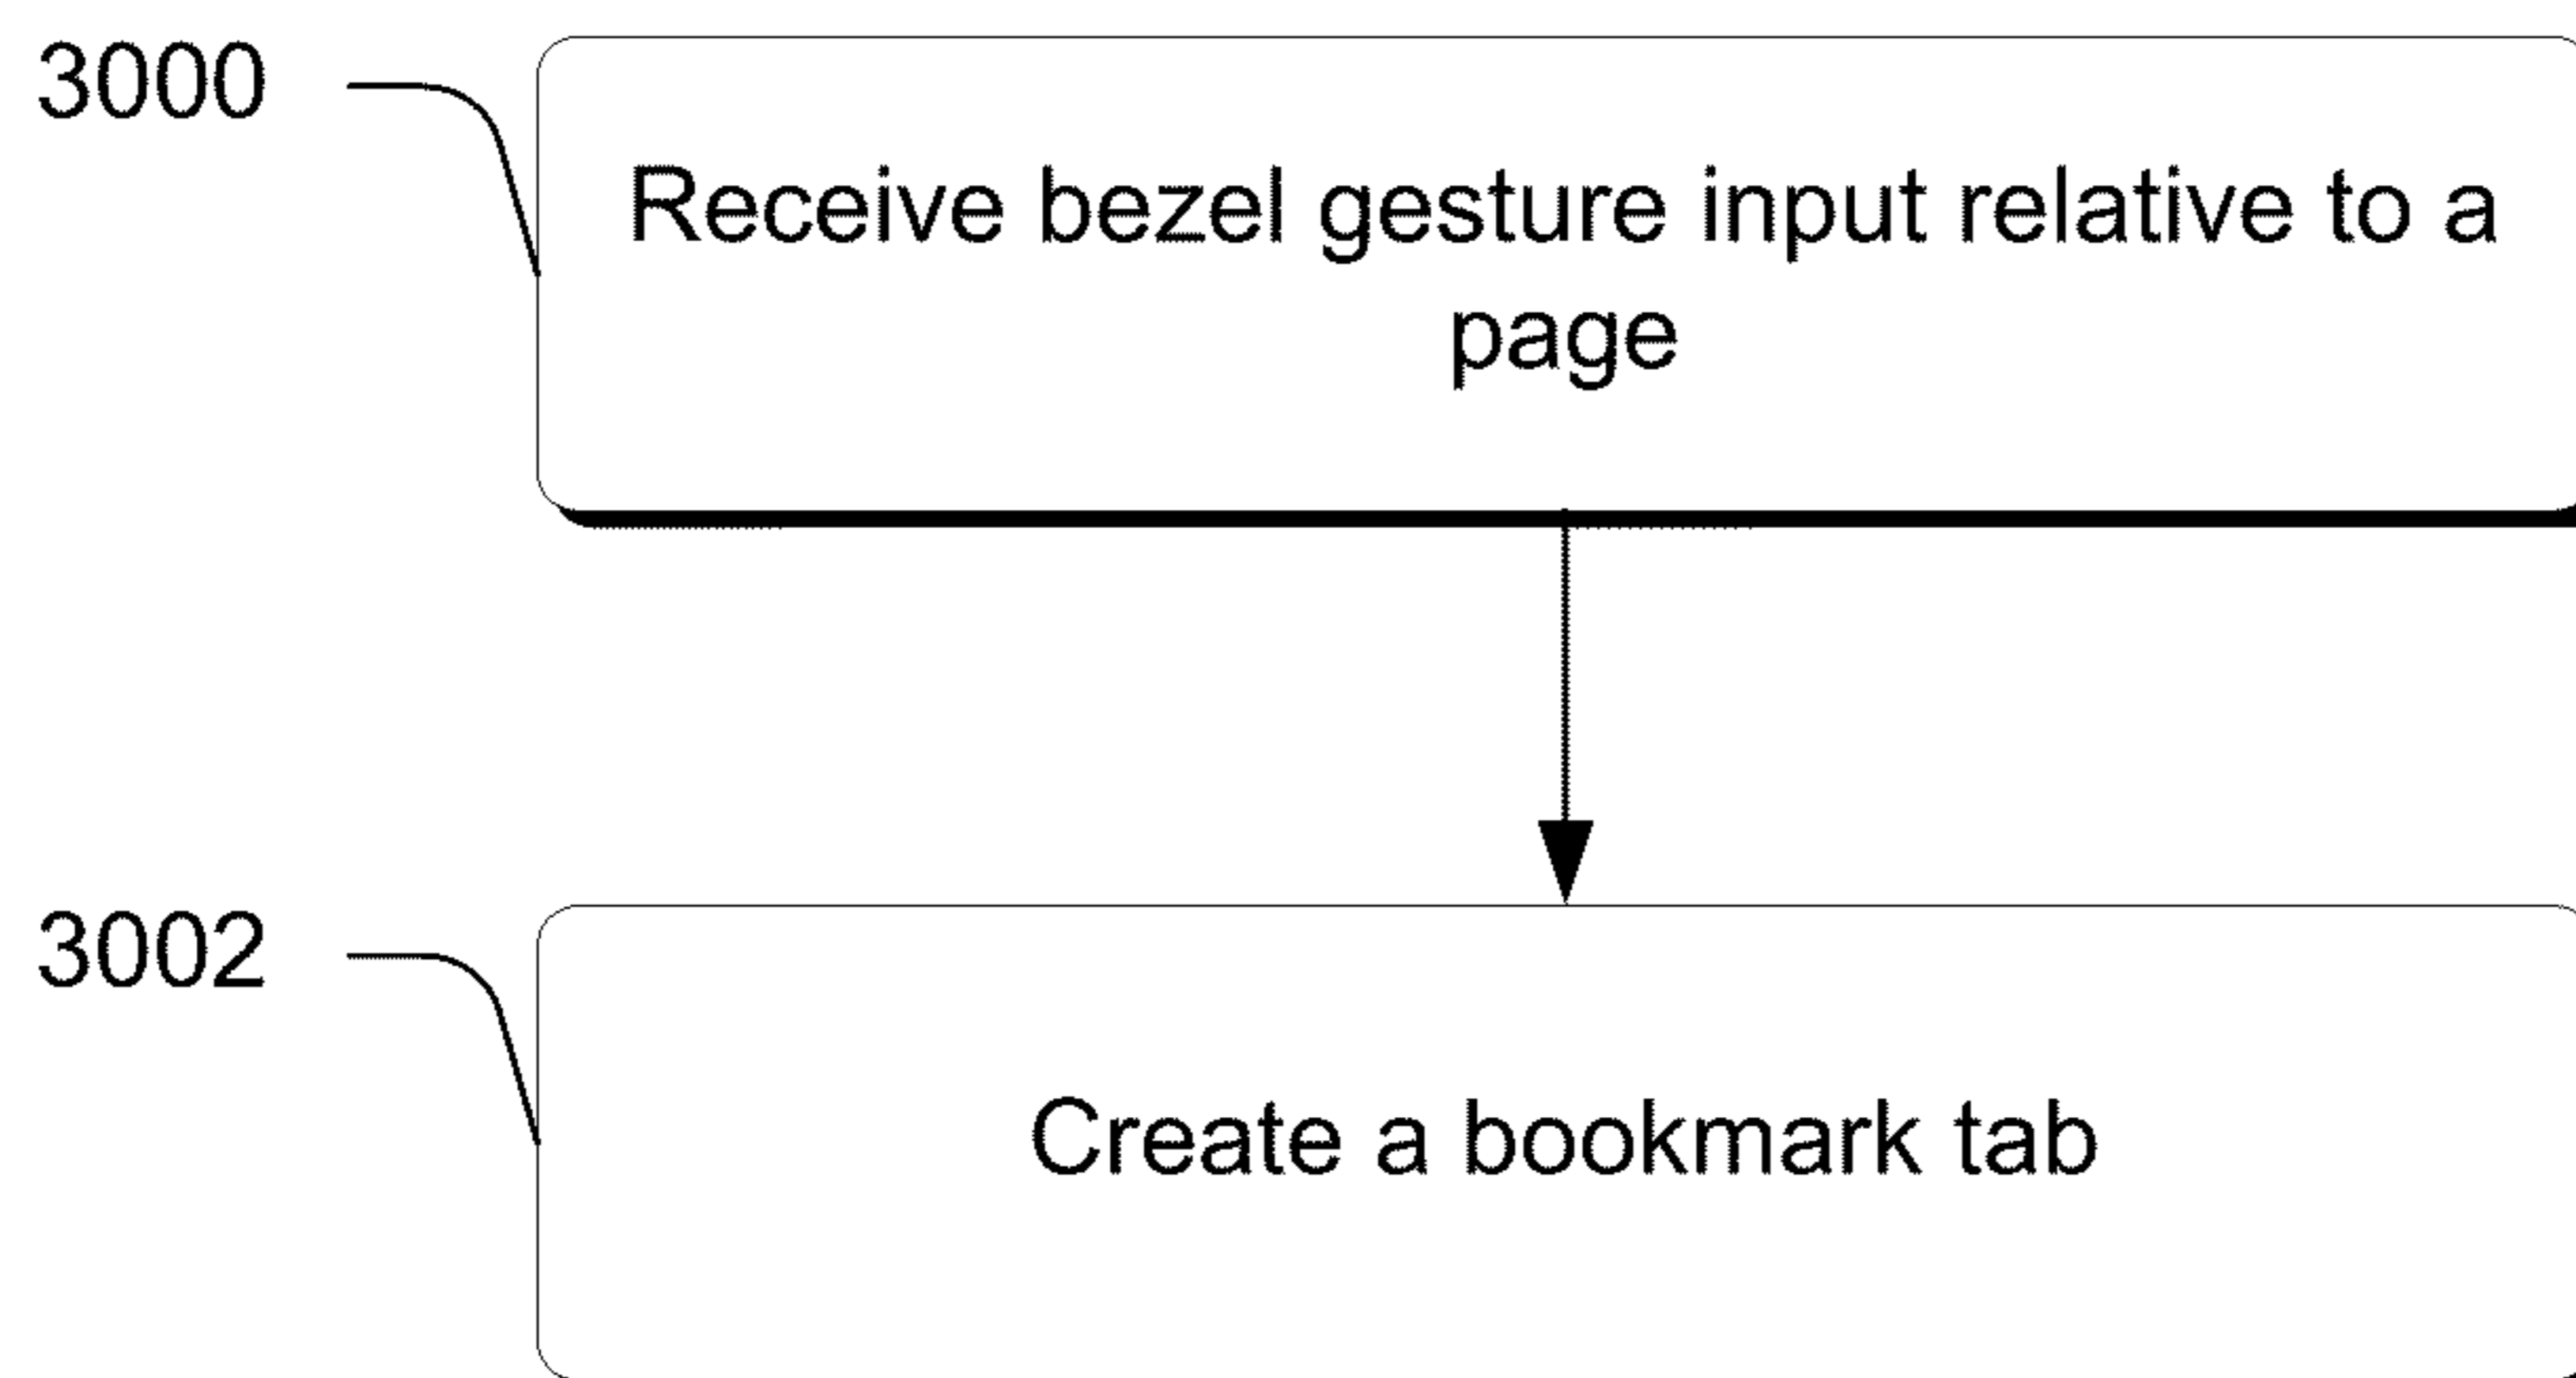 3000
Receive bezel gesture input relative to a
page
3002
Create a bookmark tab